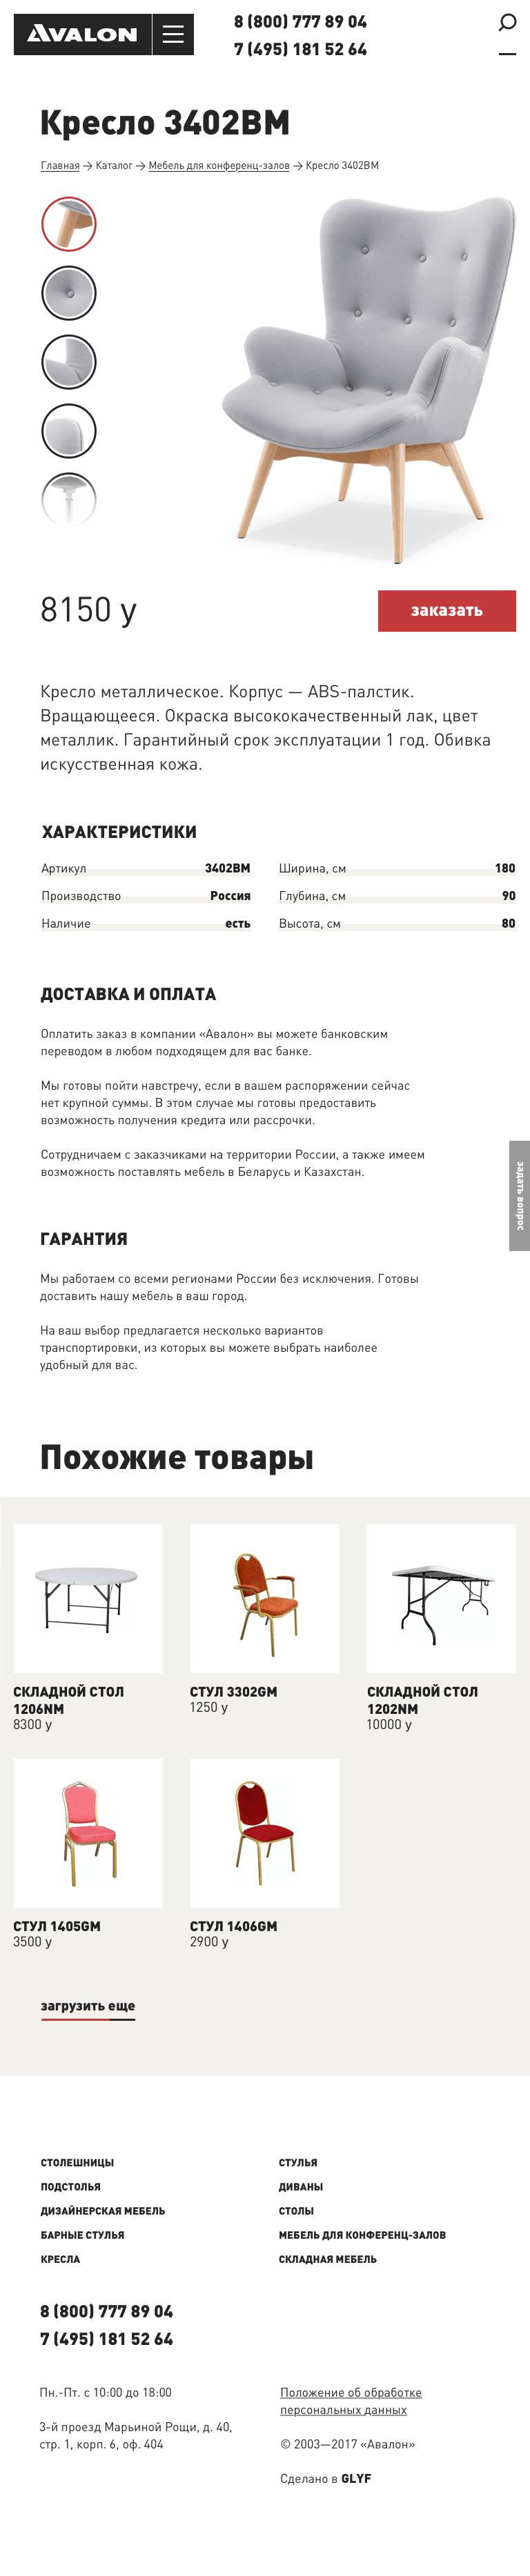 AVALON
8 (800) 777 89 04
7 (495) 181 52 64
Кресло 3402BM
Главная → Каталог → Мебель для конференц-залов → Кресло 3402BM
8150 у
заказать
Кресло металлическое. Корпус — ABS-палстик.
Вращающееся. Окраска высококачественный лак, цвет
металлик. Гарантийный срок эксплуатации 1 год. Обивка
искусственная кожа.
ХАРАКТЕРИСТИКИ
Артикул 3402BM
Производство Россия
Наличие есть
Ширина, см 180
Глубина, см 90
Высота, см 80
ДОСТАВКА И ОПЛАТА
Оплатить заказ в компании «Авалон» вы можете банковским
переводом в любом подходящем для вас банке.
Мы готовы пойти навстречу, если в вашем распоряжении сейчас
нет крупной суммы. В этом случае мы готовы предоставить
возможность получения кредита или рассрочки.
Сотрудничаем с заказчиками на территории России, а также имеем
возможность поставлять мебель в Беларусь и Казахстан.
задать вопрос
ГАРАНТИЯ
Мы работаем со всеми регионами России без исключения. Готовы
доставить нашу мебель в ваш город.
На ваш выбор предлагается несколько вариантов
транспортировки, из которых вы можете выбрать наиболее
удобный для вас.
Похожие товары
СКЛАДНОЙ СТОЛ
1206NM
8300 у
СТУЛ 3302GM
1250 у
СКЛАДНОЙ СТОЛ
1202NM
10000 у
СТУЛ 1405GM
3500 у
СТУЛ 1406GM
2900 у
загрузить еще
СТОЛЕШНИЦЫ
ПОДСТОЛЬЯ
ДИЗАЙНЕРСКАЯ МЕБЕЛЬ
БАРНЫЕ СТУЛЬЯ
КРЕСЛА
СТУЛЬЯ
ДИВАНЫ
СТОЛЫ
МЕБЕЛЬ ДЛЯ КОНФЕРЕНЦ-ЗАЛОВ
СКЛАДНАЯ МЕБЕЛЬ
8 (800) 777 89 04
7 (495) 181 52 64
Пн.-Пт. с 10:00 до 18:00
3-й проезд Марьиной Рощи, д. 40,
стр. 1, корп. 6, оф. 404
Положение об обработке
персональных данных
© 2003—2017 «Авалон»
Сделано в GLYF